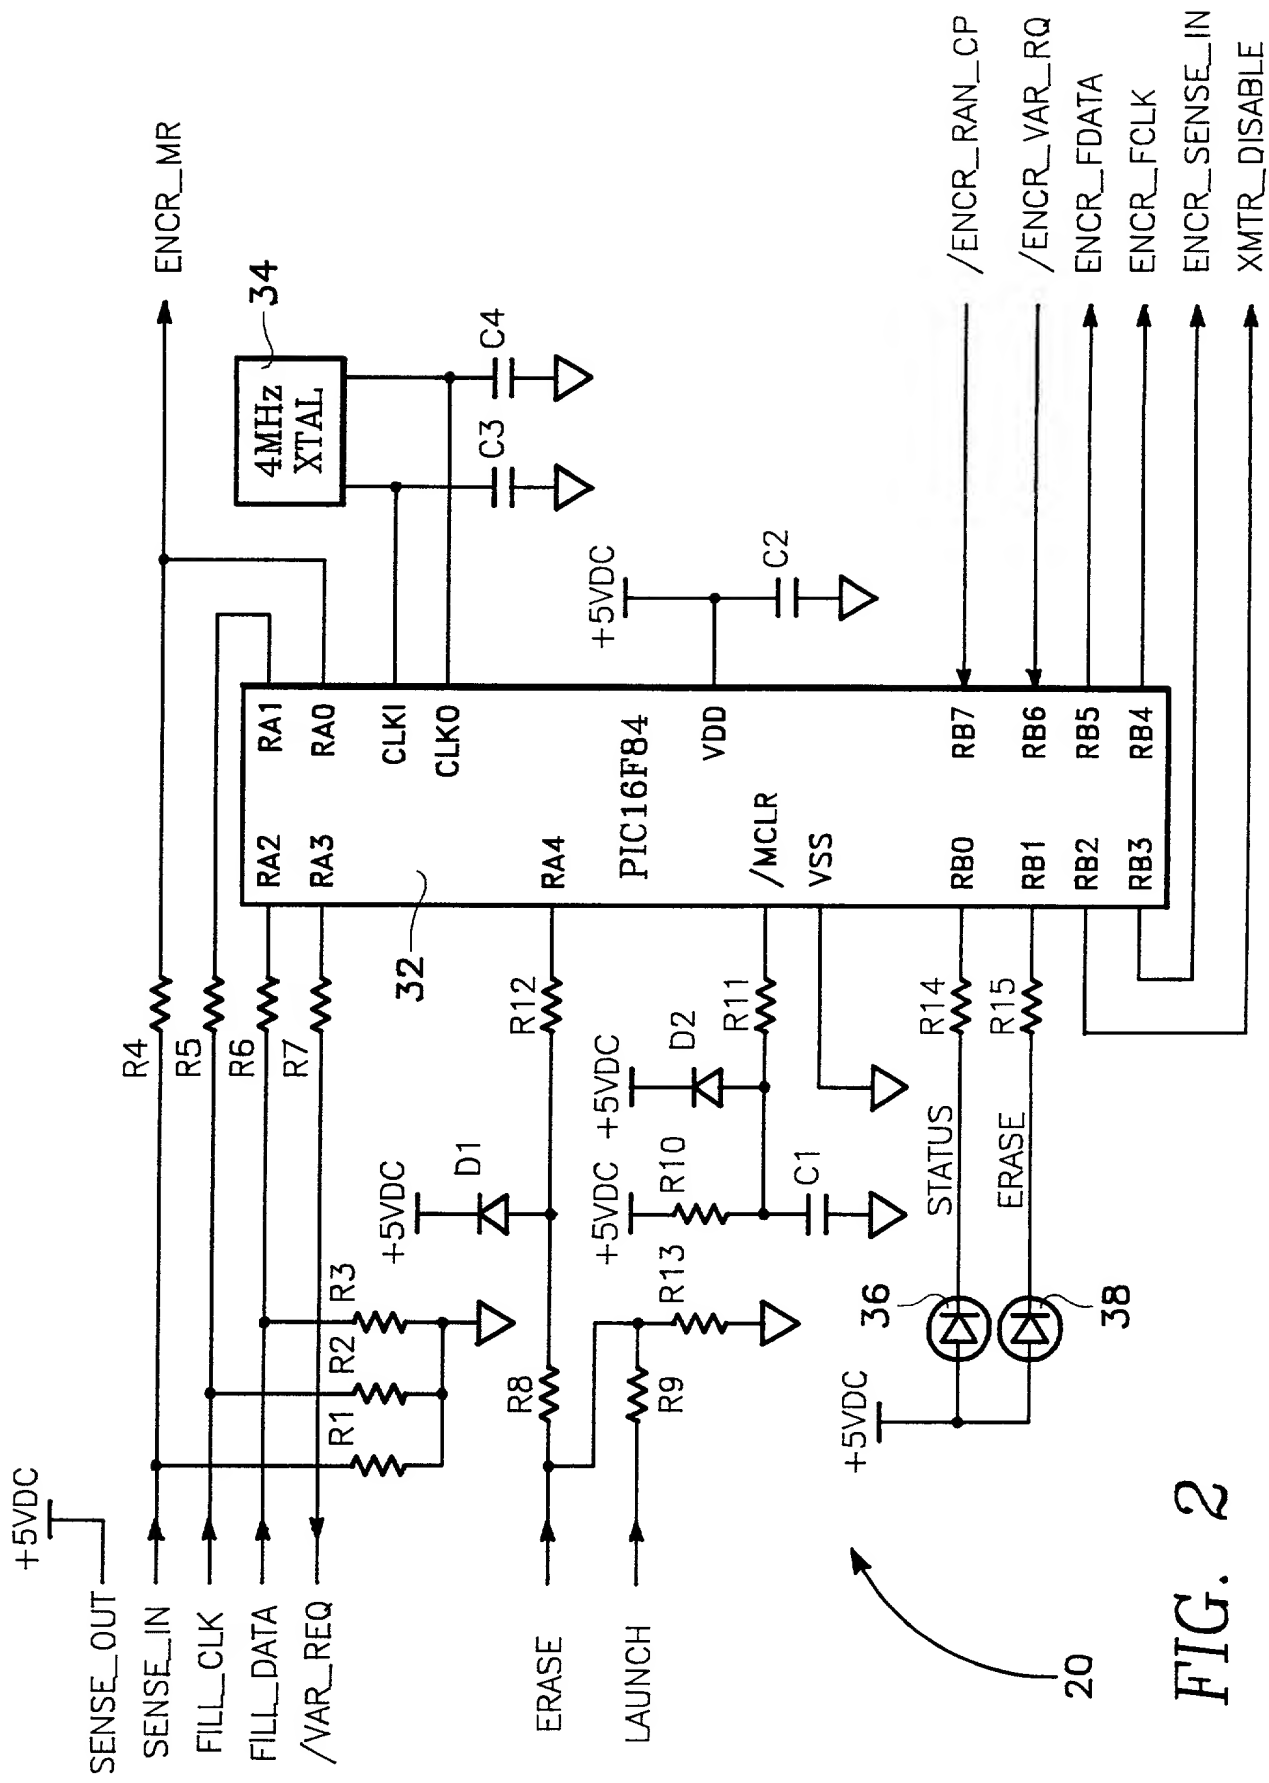 +5VDC
SENSE_OUT
SENSE_IN
FILL_CLK
FILL_DATA
/VAR_REQ
ERASE
LAUNCH
R1
R2
R3
R4
R5
R6
R7
+5VDC
D1
R8
R9
R12
+5VDC
R10
+5VDC
D2
R11
R13
C1
+5VDC
36
38
STATUS
ERASE
R14
R15
32
RA2
RA3
RA4
/MCLR
VSS
RB0
RB1
RB2
RB3
PIC16F84
RA1
RA0
CLKI
CLKO
VDD
RB7
RB6
RB5
RB4
+5VDC
C2
4MHz
XTAL
34
C3
C4
ENCR_MR
/ENCR_RAN_CP
/ENCR_VAR_RQ
ENCR_FDATA
ENCR_FCLK
ENCR_SENSE_IN
XMTR_DISABLE
20
FIG. 2